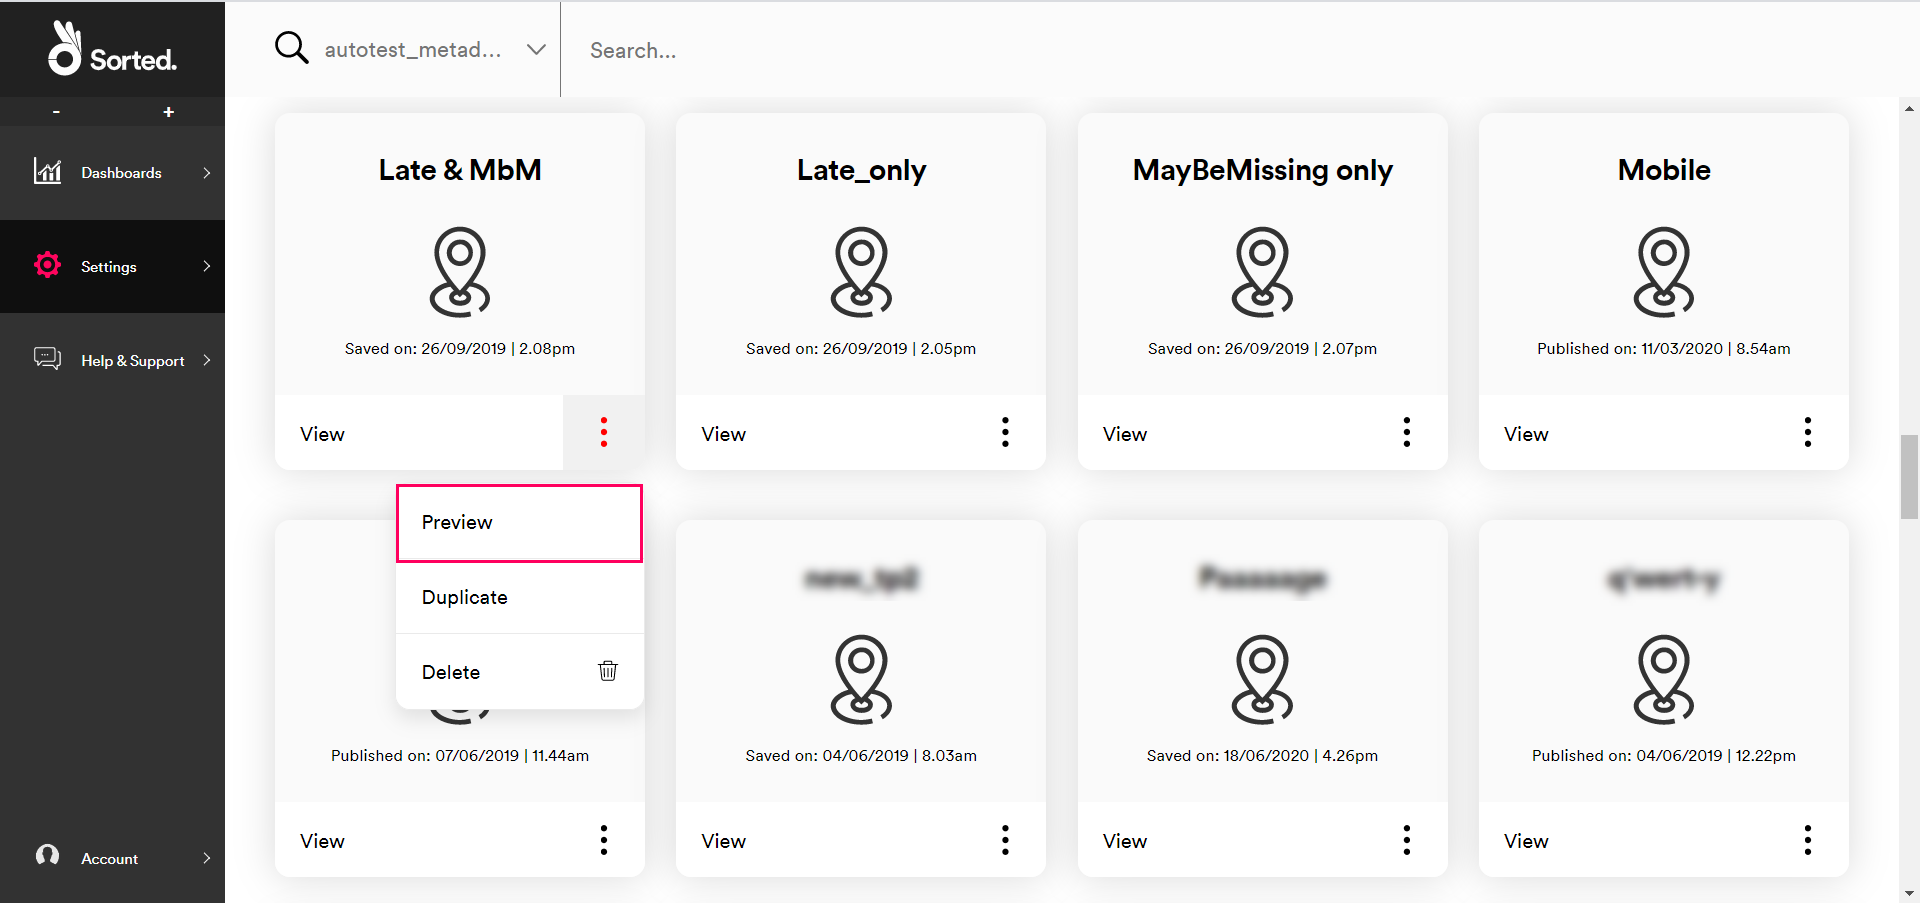 Sorted.
autotest_metad...
Search...
- +
Dashboards
Settings
Help & Support
Account
Late & MbM
Saved on: 26/09/2019 | 2.08pm
View
Late_only
Saved on: 26/09/2019 | 2.05pm
View
MayBeMissing only
Saved on: 26/09/2019 | 2.07pm
View
Mobile
Published on: 11/03/2020 | 8.54am
View
Preview
Duplicate
Delete
Published on: 07/06/2019 | 11.44am
View
new_tp2
Saved on: 04/06/2019 | 8.03am
View
Saved on: 18/06/2020 | 4.26pm
View
Published on: 04/06/2019 | 12.22pm
View